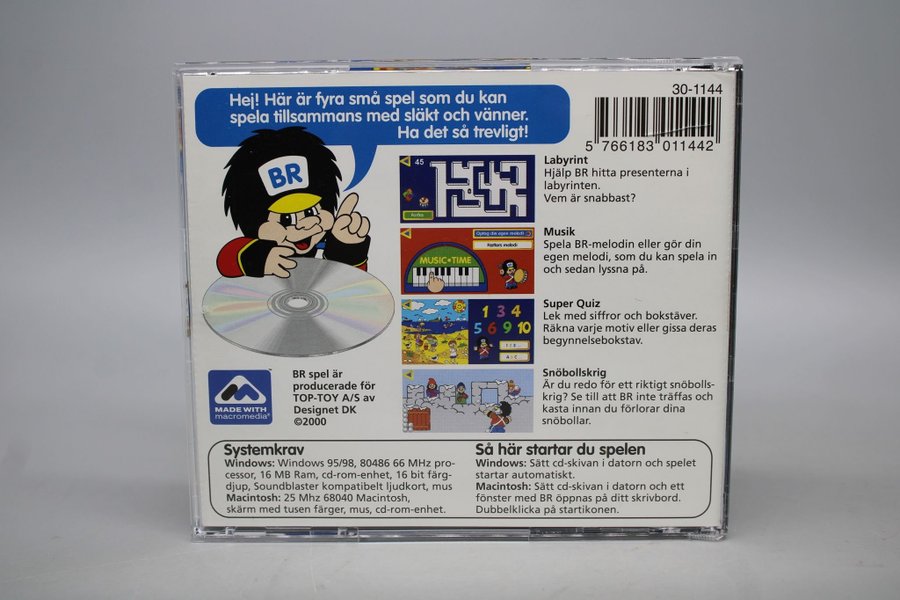 Hej! Här är fyra små spel som du kan
spela tillsammans med släkt och vänner.
Ha det så trevligt!
30-1144
5 766183 011442
BR
45
Labyrint
Hjälp BR hitta presenterna i
labyrinten.
Vem är snabbast?
Musik
Spela BR-melodin eller gör din
egen melodi, som du kan spela in
och sedan lyssna på.
MUSIC•TIME
Super Quiz
Lek med siffror och bokstäver.
Räkna varje motiv eller gissa deras
begynnelsebokstav.
1 3 4
5 6 9 10
Snöbollskrig
Är du redo för ett riktigt snöbolls-
krig? Se till att BR inte träffas och
kasta innan du förlorar dina
snöbollar.
MADE WITH
macromedia®
BR spel är
producerade för
TOP-TOY A/S av
Designet DK
©2000
Systemkrav
Windows: Windows 95/98, 80486 66 MHz pro-
cessor, 16 MB Ram, cd-rom-enhet, 16 bit färg-
djup, Soundblaster kompatibelt ljudkort, mus
Macintosh: 25 Mhz 68040 Macintosh,
skärm med tusen färger, mus, cd-rom-enhet.
Så här startar du spelen
Windows: Sätt cd-skivan i datorn och spelet
startar automatiskt.
Macintosh: Sätt cd-skivan i datorn och ett
fönster med BR öppnas på ditt skrivbord.
Dubbelklicka på startikonen.